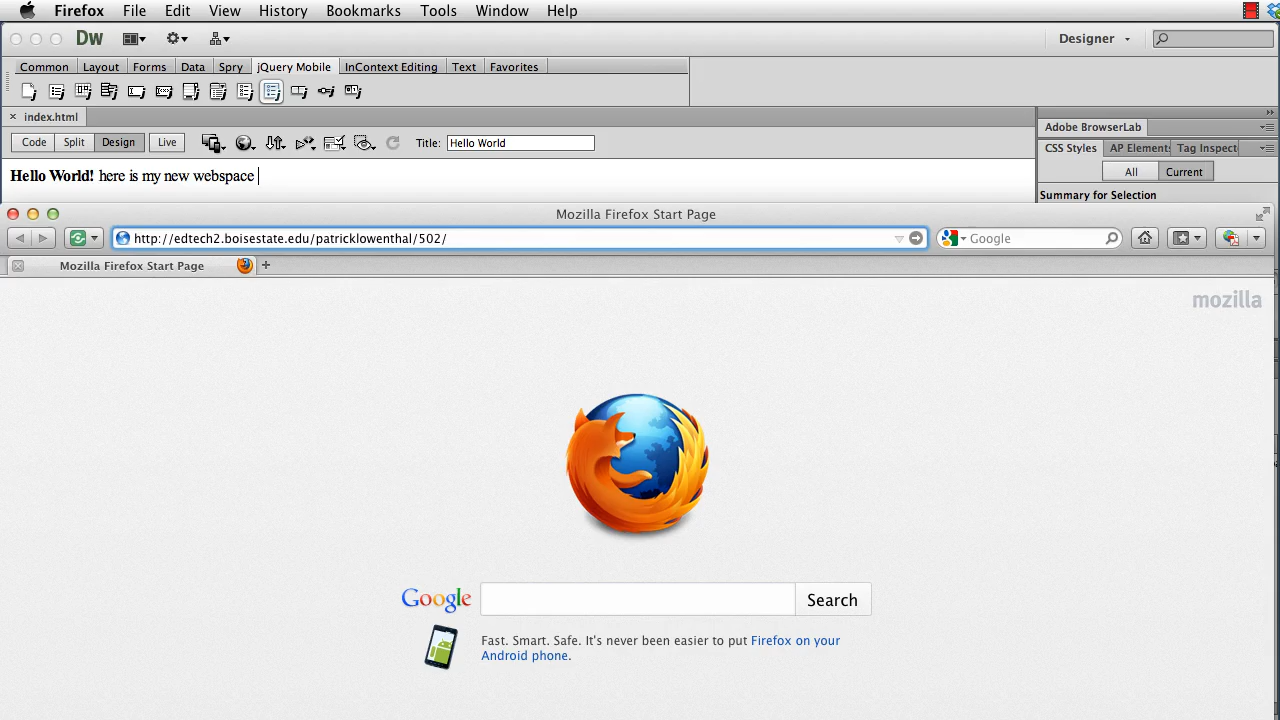 Firefox File Edit View History Bookmarks Tools Window Help
Dw Designer
Common Layout Forms Data Spry jQuery Mobile InContext Editing Text Favorites
× index.html
Adobe BrowserLab
Code Split Design Live Title: Hello World
CSS Styles AP Element: Tag Inspect
All Current
Hello World! here is my new webspace
Summary for Selection
Mozilla Firefox Start Page
http://edtech2.boisestate.edu/patricklowenthal/502/ Google
Mozilla Firefox Start Page +
mozilla
Google Search
Fast. Smart. Safe. It's never been easier to put Firefox on your
Android phone.